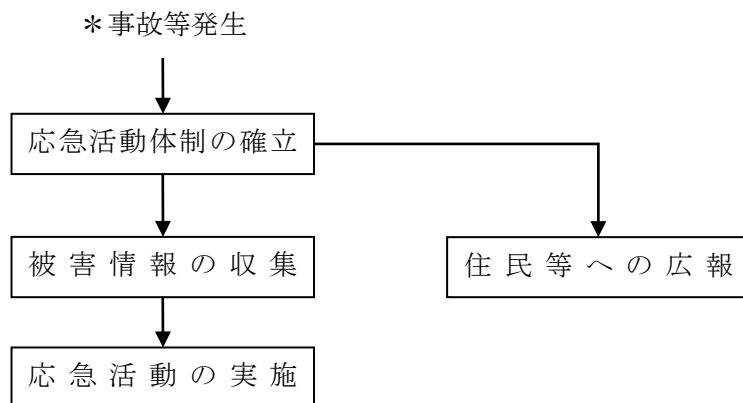 ＊事故等発生
応急活動体制の確立
被害情報の収集
住民等への広報
応急活動の実施